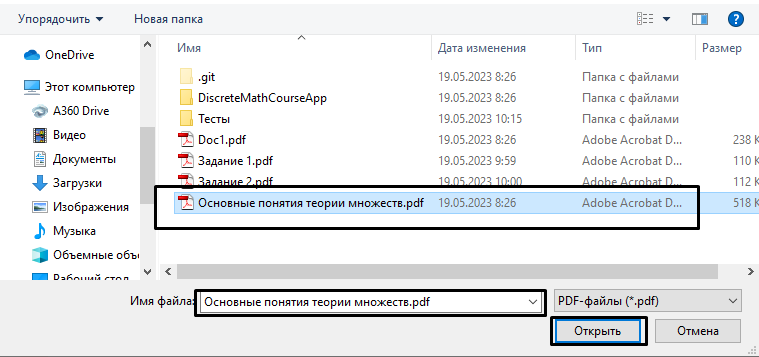 Упорядочить Новая папка
Имя Дата изменения Тип Размер
OneDrive
Этот компьютер
A360 Drive
Видео
Документы
Загрузки
Изображения
Музыка
Объемные объе
Рабочий стол
.git 19.05.2023 8:26 Папка с файлами
DiscreteMathCourseApp 19.05.2023 8:26 Папка с файлами
Тесты 19.05.2023 10:15 Папка с файлами
Doc1.pdf 19.05.2023 8:26 Adobe Acrobat D... 238 К
Задание 1.pdf 19.05.2023 9:59 Adobe Acrobat D... 110 К
Задание 2.pdf 19.05.2023 10:00 Adobe Acrobat D... 112 К
Основные понятия теории множеств.pdf 19.05.2023 8:26 Adobe Acrobat D... 518 К
Имя файла: Основные понятия теории множеств.pdf PDF-файлы (*.pdf)
Открыть Отмена